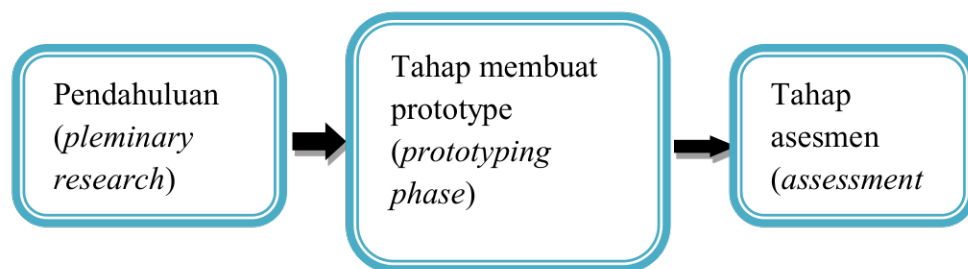 Pendahuluan
(pleminary
research)
Tahap membuat
prototype
(prototyping
phase)
Tahap
asesmen
(assessment